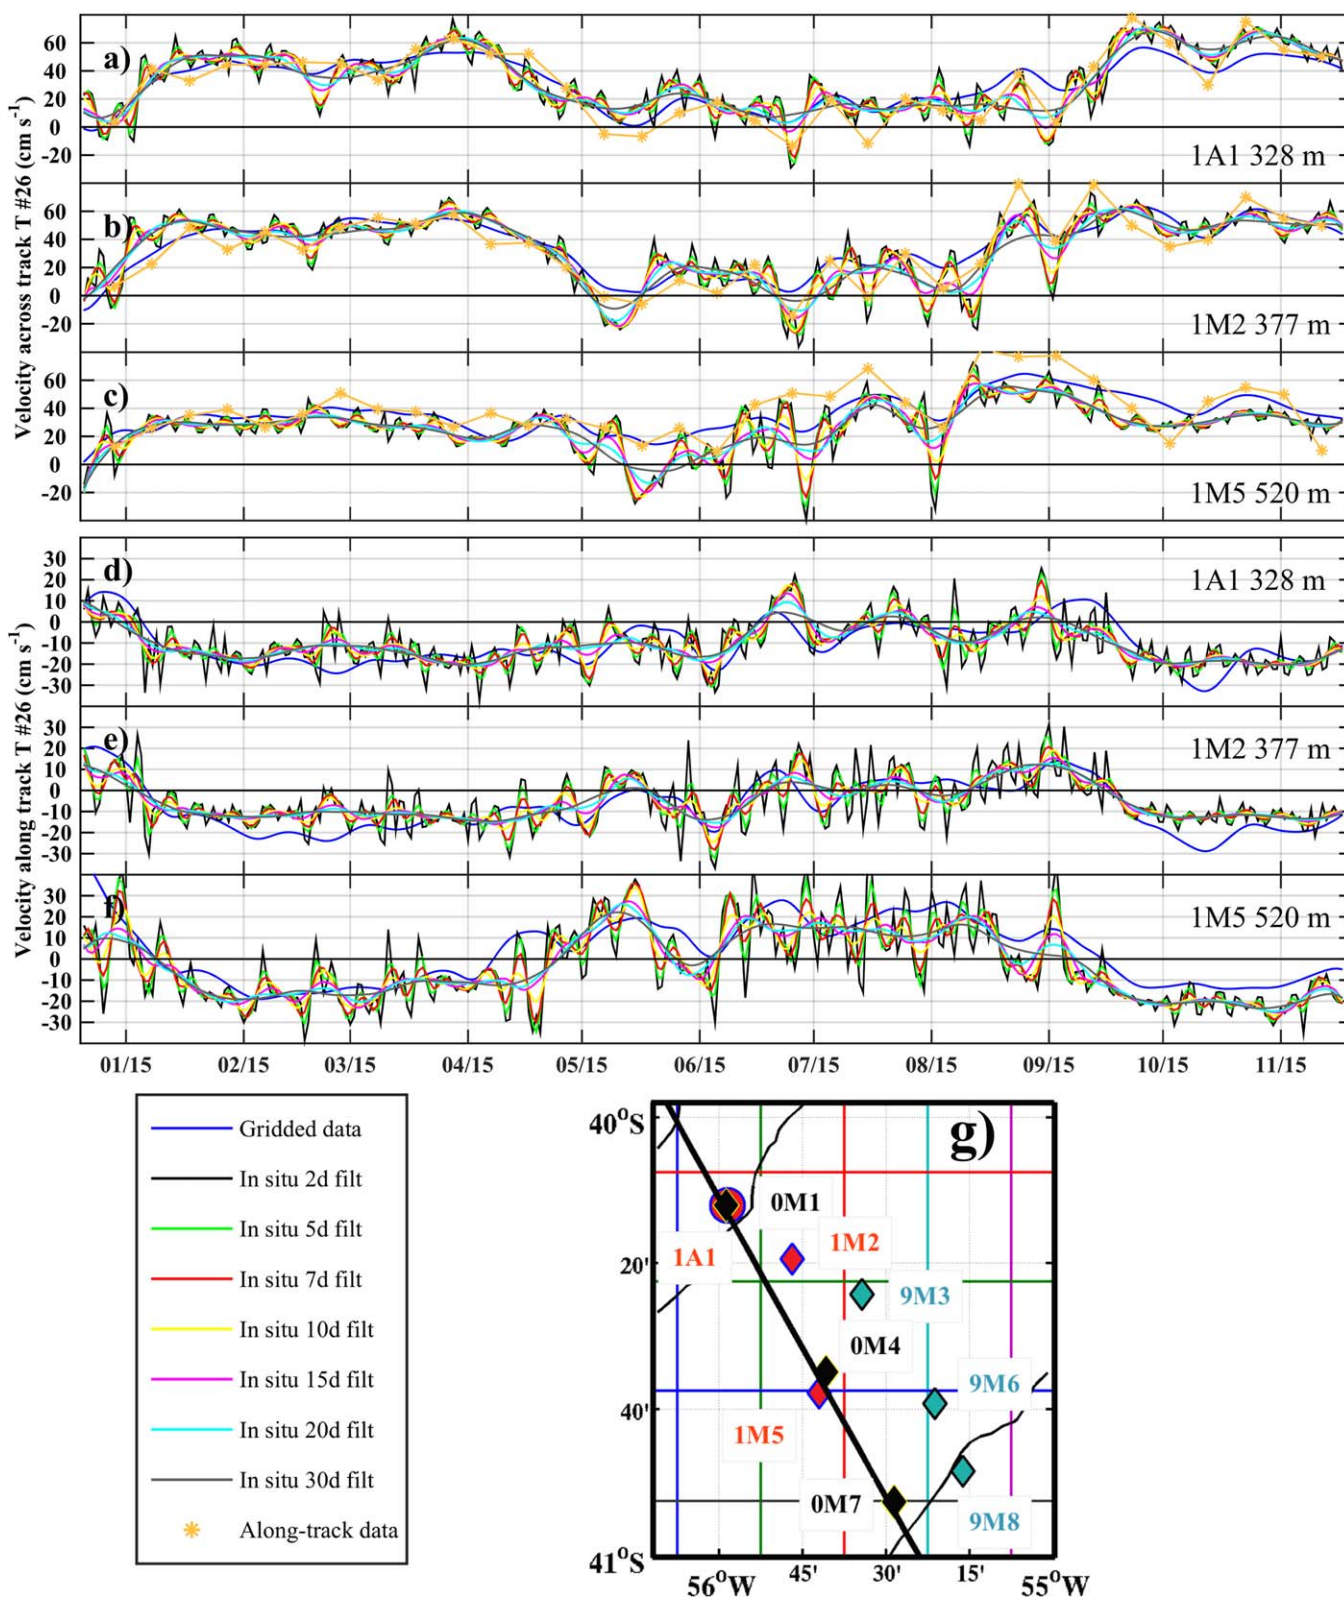 Velocity across track T #26 (cm s⁻¹)
a)
60
40
20
0
-20
1A1 328 m
b)
60
40
20
0
-20
1M2 377 m
c)
60
40
20
0
-20
1M5 520 m
Velocity along track T #26 (cm s⁻¹)
d)
30
20
10
0
-10
-20
-30
1A1 328 m
e)
30
20
10
0
-10
-20
-30
1M2 377 m
f)
30
20
10
0
-10
-20
-30
1M5 520 m
01/15 02/15 03/15 04/15 05/15 06/15 07/15 08/15 09/15 10/15 11/15
Gridded data
In situ 2d filt
In situ 5d filt
In situ 7d filt
In situ 10d filt
In situ 15d filt
In situ 20d filt
In situ 30d filt
Along-track data
g)
40°S
20'
40'
41°S
0M1
1A1
1M2
9M3
0M4
9M6
1M5
0M7
9M8
56°W 45' 30' 15' 55°W